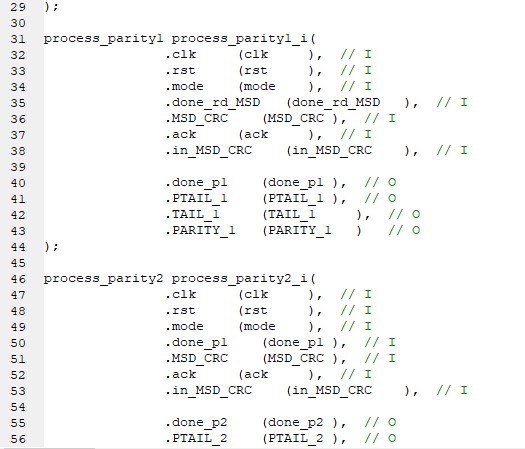 29 );
30
31 process_parity1 process_parity1_i(
32 .clk (clk ), // I
33 .rst (rst ), // I
34 .mode (mode ), // I
35 .done_rd_MSD (done_rd_MSD ), // I
36 .MSD_CRC (MSD_CRC ), // I
37 .ack (ack ), // I
38 .in_MSD_CRC (in_MSD_CRC ), // I
39
40 .done_p1 (done_p1 ), // O
41 .PTAIL_1 (PTAIL_1 ), // O
42 .TAIL_1 (TAIL_1 ), // O
43 .PARITY_1 (PARITY_1 ) // O
44 );
45
46 process_parity2 process_parity2_i(
47 .clk (clk ), // I
48 .rst (rst ), // I
49 .mode (mode ), // I
50 .done_p1 (done_p1 ), // I
51 .MSD_CRC (MSD_CRC ), // I
52 .ack (ack ), // I
53 .in_MSD_CRC (in_MSD_CRC ), // I
54
55 .done_p2 (done_p2 ), // O
56 .PTAIL_2 (PTAIL_2 ), // O